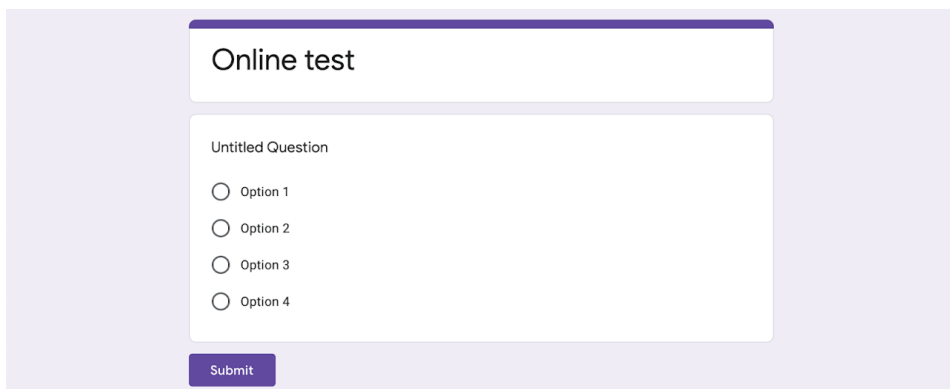 Online test
Untitled Question
Option 1
Option 2
Option 3
Option 4
Submit